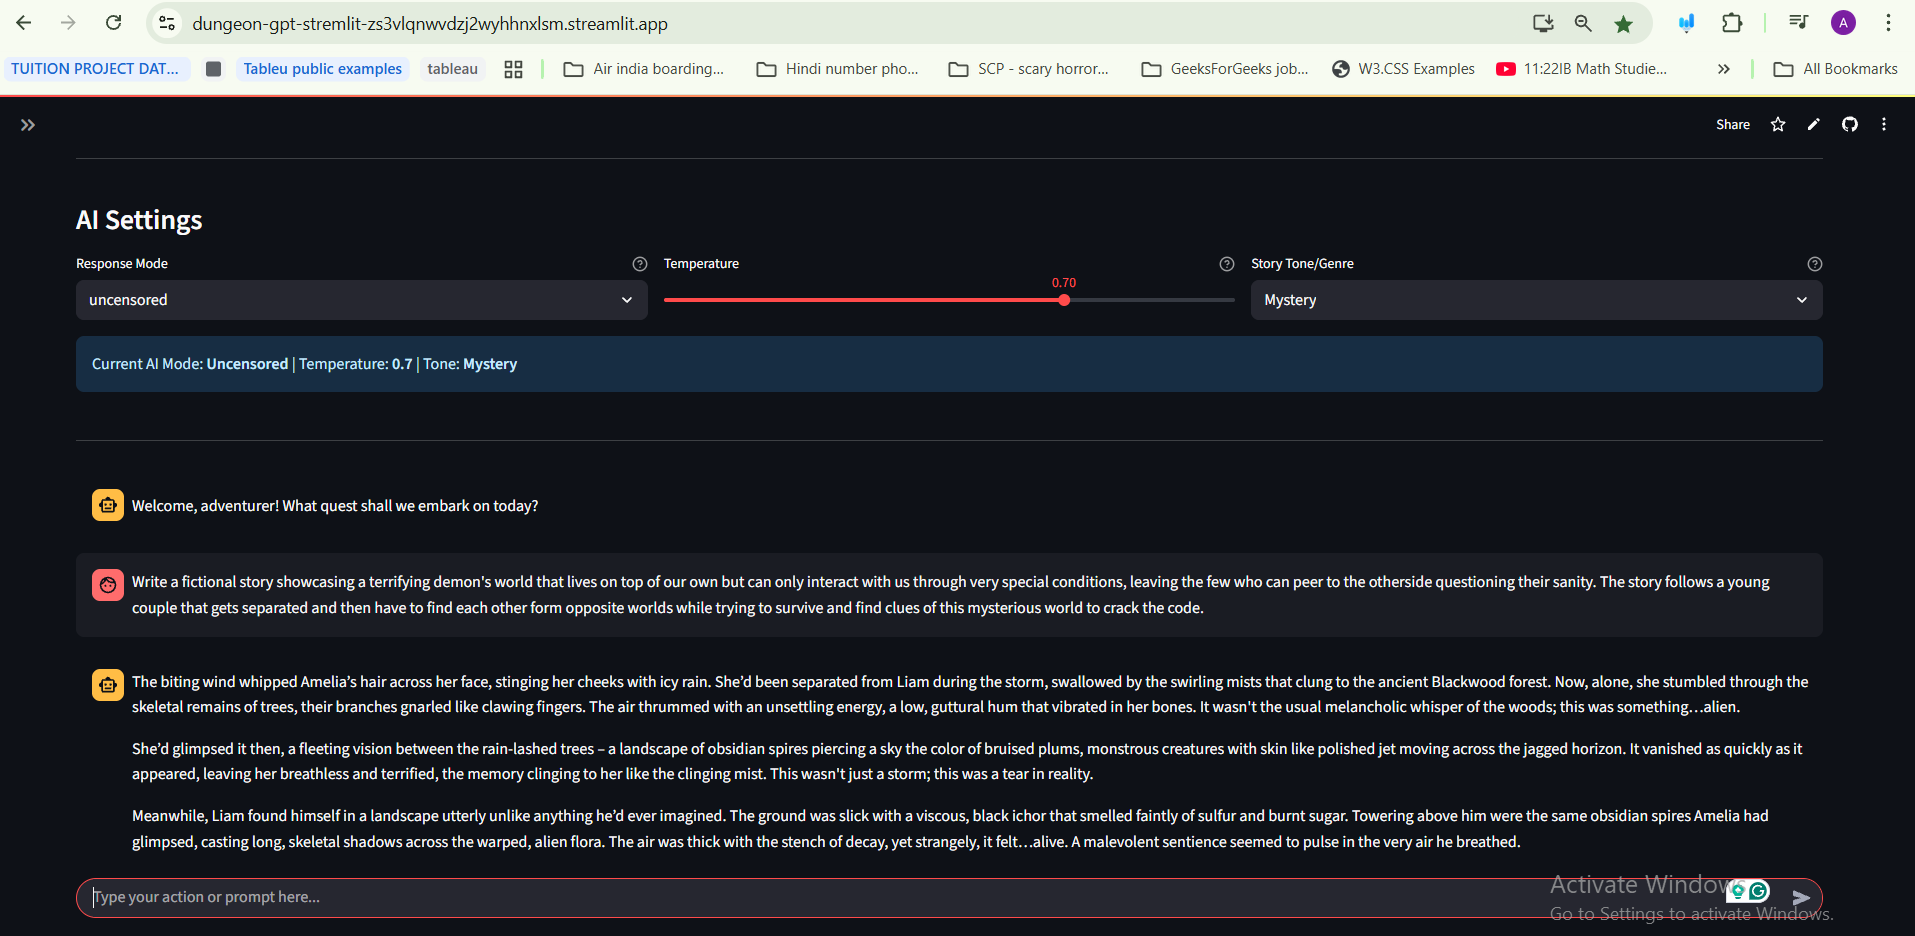 dungeon-gpt-stremlit-zs3vlqnwvdzj2wyhhnxlsm.streamlit.app
A
TUITION PROJECT DAT...
Tableu public examples
tableau
Air india boarding...
Hindi number pho...
SCP - scary horror...
GeeksForGeeks job...
W3.CSS Examples
11:22IB Math Studie...
All Bookmarks
Share
AI Settings
Response Mode
Temperature
Story Tone/Genre
0.70
uncensored
Mystery
Current AI Mode: Uncensored | Temperature: 0.7 | Tone: Mystery
Welcome, adventurer! What quest shall we embark on today?
Write a fictional story showcasing a terrifying demon's world that lives on top of our own but can only interact with us through very special conditions, leaving the few who can peer to the otherside questioning their sanity. The story follows a young
couple that gets separated and then have to find each other form opposite worlds while trying to survive and find clues of this mysterious world to crack the code.
The biting wind whipped Amelia’s hair across her face, stinging her cheeks with icy rain. She’d been separated from Liam during the storm, swallowed by the swirling mists that clung to the ancient Blackwood forest. Now, alone, she stumbled through the
skeletal remains of trees, their branches gnarled like clawing fingers. The air thrummed with an unsettling energy, a low, guttural hum that vibrated in her bones. It wasn't the usual melancholic whisper of the woods; this was something…alien.
She’d glimpsed it then, a fleeting vision between the rain-lashed trees – a landscape of obsidian spires piercing a sky the color of bruised plums, monstrous creatures with skin like polished jet moving across the jagged horizon. It vanished as quickly as it
appeared, leaving her breathless and terrified, the memory clinging to her like the clinging mist. This wasn't just a storm; this was a tear in reality.
Meanwhile, Liam found himself in a landscape utterly unlike anything he’d ever imagined. The ground was slick with a viscous, black ichor that smelled faintly of sulfur and burnt sugar. Towering above him were the same obsidian spires Amelia had
glimpsed, casting long, skeletal shadows across the warped, alien flora. The air was thick with the stench of decay, yet strangely, it felt…alive. A malevolent sentience seemed to pulse in the very air he breathed.
Type your action or prompt here...
Activate Windows
Go to Settings to activate Windows.